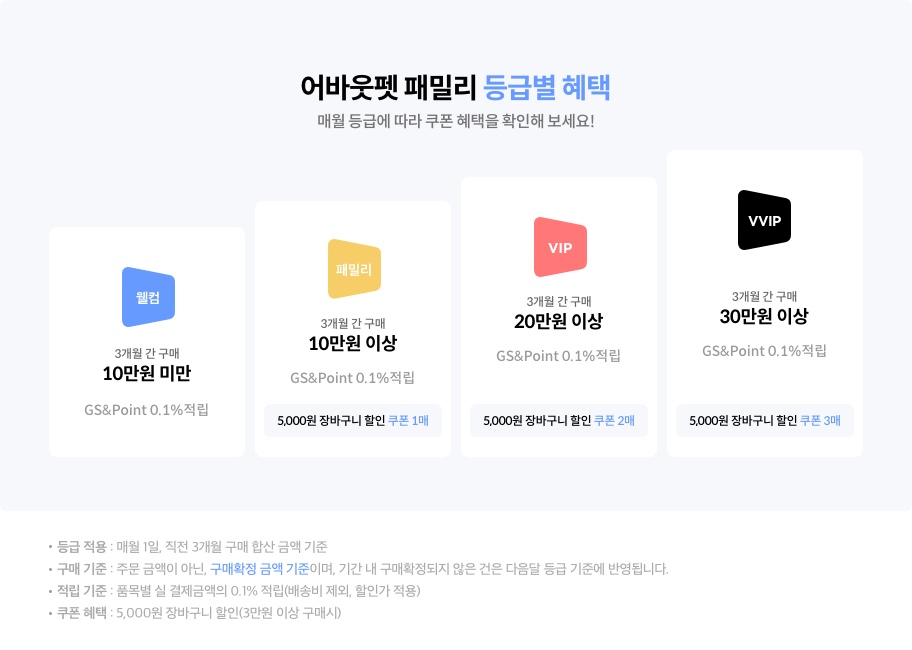 어바웃펫 패밀리 등급별 혜택
매월 등급에 따라 쿠폰 혜택을 확인해 보세요!
웰컴
3개월 간 구매
10만원 미만
GS&Point 0.1%적립
패밀리
3개월 간 구매
10만원 이상
GS&Point 0.1%적립
5,000원 장바구니 할인 쿠폰 1매
VIP
3개월 간 구매
20만원 이상
GS&Point 0.1%적립
5,000원 장바구니 할인 쿠폰 2매
VVIP
3개월 간 구매
30만원 이상
GS&Point 0.1%적립
5,000원 장바구니 할인 쿠폰 3매
• 등급 적용 : 매월 1일, 직전 3개월 구매 합산 금액 기준
• 구매 기준 : 주문 금액이 아닌, 구매확정 금액 기준이며, 기간 내 구매확정되지 않은 건은 다음달 등급 기준에 반영됩니다.
• 적립 기준 : 품목별 실 결제금액의 0.1% 적립(배송비 제외, 할인가 적용)
• 쿠폰 혜택 : 5,000원 장바구니 할인(3만원 이상 구매시)